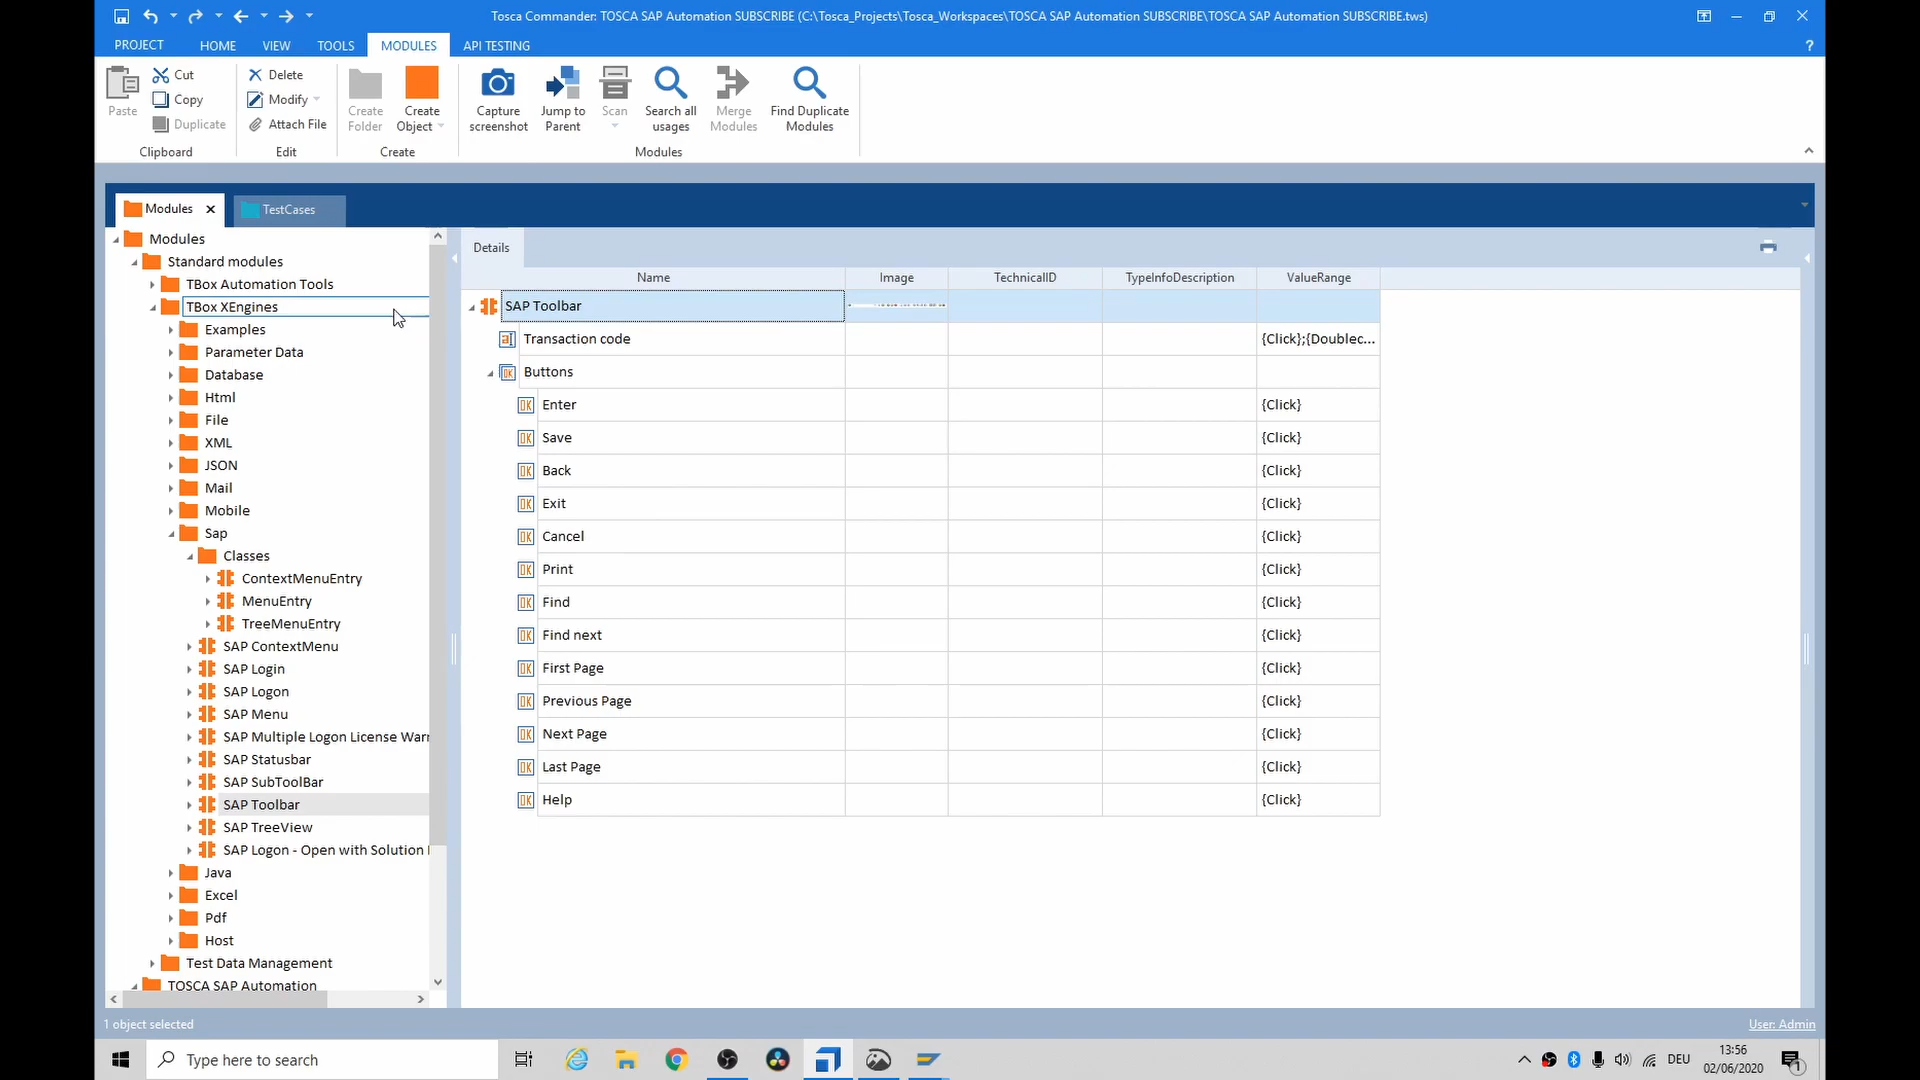 Tosca Commander: TOSCA SAP Automation SUBSCRIBE (C:\Tosca_Projects\Tosca_Workspaces\TOSCA SAP Automation SUBSCRIBE\TOSCA SAP Automation SUBSCRIBE.tws)
PROJECT HOME VIEW TOOLS MODULES API TESTING ?
Paste
Cut
Copy
Duplicate
Clipboard
Delete
Modify
Attach File
Edit
Create Folder
Create Object
Create
Capture screenshot
Jump to Parent
Scan
Search all usages
Merge Modules
Find Duplicate Modules
Modules
Modules
TestCases
Modules
Standard modules
TBox Automation Tools
TBox XEngines
Examples
Parameter Data
Database
Html
File
XML
JSON
Mail
Mobile
Sap
Classes
ContextMenuEntry
MenuEntry
TreeMenuEntry
SAP ContextMenu
SAP Login
SAP Logon
SAP Menu
SAP Multiple Logon License Warr
SAP Statusbar
SAP SubToolBar
SAP Toolbar
SAP TreeView
SAP Logon - Open with Solution
Java
Excel
Pdf
Host
Test Data Management
TOSCA SAP Automation
Details
Name Image TechnicalID TypeInfoDescription ValueRange
SAP Toolbar
Transaction code {Click};{Doublec...
Buttons
Enter {Click}
Save {Click}
Back {Click}
Exit {Click}
Cancel {Click}
Print {Click}
Find {Click}
Find next {Click}
First Page {Click}
Previous Page {Click}
Next Page {Click}
Last Page {Click}
Help {Click}
1 object selected
User: Admin
Type here to search
DEU
13:56
02/06/2020
1